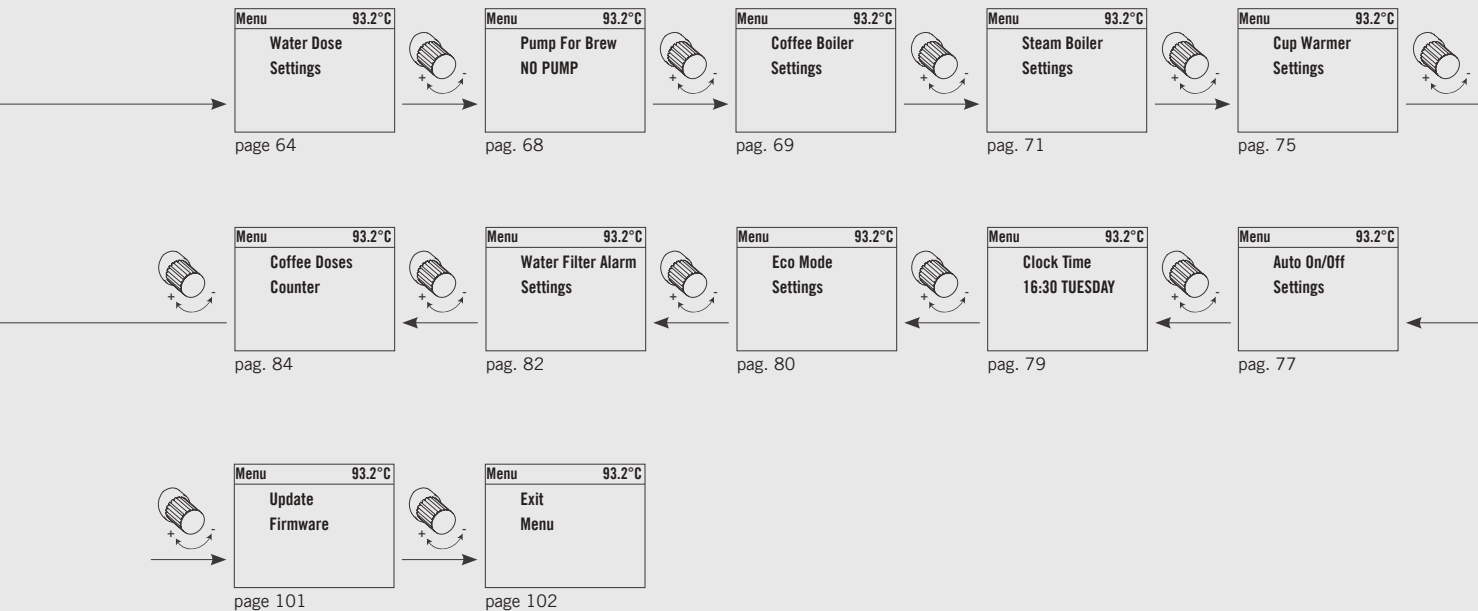 Menu 93.2°C
Water Dose
Settings
page 64
+ -
Menu 93.2°C
Pump For Brew
NO PUMP
pag. 68
+ -
Menu 93.2°C
Coffee Boiler
Settings
pag. 69
+ -
Menu 93.2°C
Steam Boiler
Settings
pag. 71
+ -
Menu 93.2°C
Cup Warmer
Settings
pag. 75
+ -
+ -
Menu 93.2°C
Coffee Doses
Counter
pag. 84
+ -
Menu 93.2°C
Water Filter Alarm
Settings
pag. 82
+ -
Menu 93.2°C
Eco Mode
Settings
pag. 80
+ -
Menu 93.2°C
Clock Time
16:30 TUESDAY
pag. 79
+ -
Menu 93.2°C
Auto On/Off
Settings
pag. 77
+ -
Menu 93.2°C
Update
Firmware
page 101
+ -
Menu 93.2°C
Exit
Menu
page 102